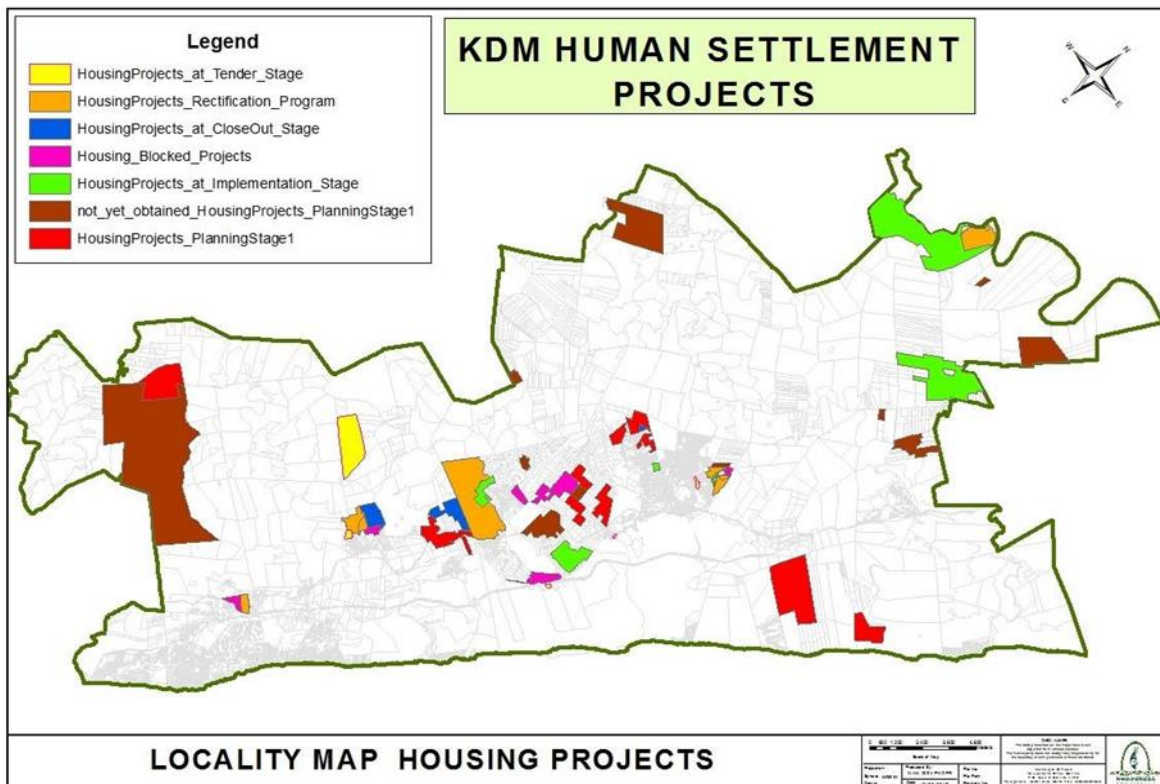 Legend
HousingProjects_at_Tender_Stage
HousingProjects_Rectification_Program
HousingProjects_at_CloseOut_Stage
Housing_Blocked_Projects
HousingProjects_at_Implementation_Stage
not_yet_obtained_HousingProjects_PlanningStage1
HousingProjects_PlanningStage1
KDM HUMAN SETTLEMENT
PROJECTS
W
N
E
LOCALITY MAP HOUSING PROJECTS